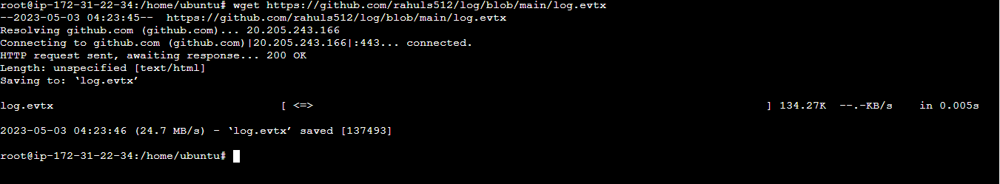 root@ip-172-31-22-34:/home/ubuntu# wget https://github.com/rahuls512/log/blob/main/log.evtx
--2023-05-03 04:23:45--  https://github.com/rahuls512/log/blob/main/log.evtx
Resolving github.com (github.com)... 20.205.243.166
Connecting to github.com (github.com)|20.205.243.166|:443... connected.
HTTP request sent, awaiting response... 200 OK
Length: unspecified [text/html]
Saving to: ‘log.evtx’
log.evtx                                  [ <=>                                                                    ] 134.27K  --.-KB/s    in 0.005s
2023-05-03 04:23:46 (24.7 MB/s) - ‘log.evtx’ saved [137493]
root@ip-172-31-22-34:/home/ubuntu#